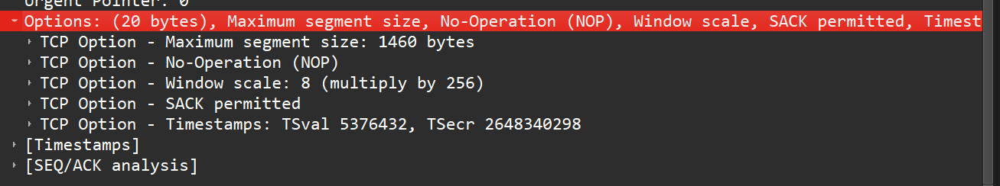 Urgent Pointer: 0
Options: (20 bytes), Maximum segment size, No-Operation (NOP), Window scale, SACK permitted, Timest
TCP Option - Maximum segment size: 1460 bytes
TCP Option - No-Operation (NOP)
TCP Option - Window scale: 8 (multiply by 256)
TCP Option - SACK permitted
TCP Option - Timestamps: TSval 5376432, TSecr 2648340298
[Timestamps]
[SEQ/ACK analysis]